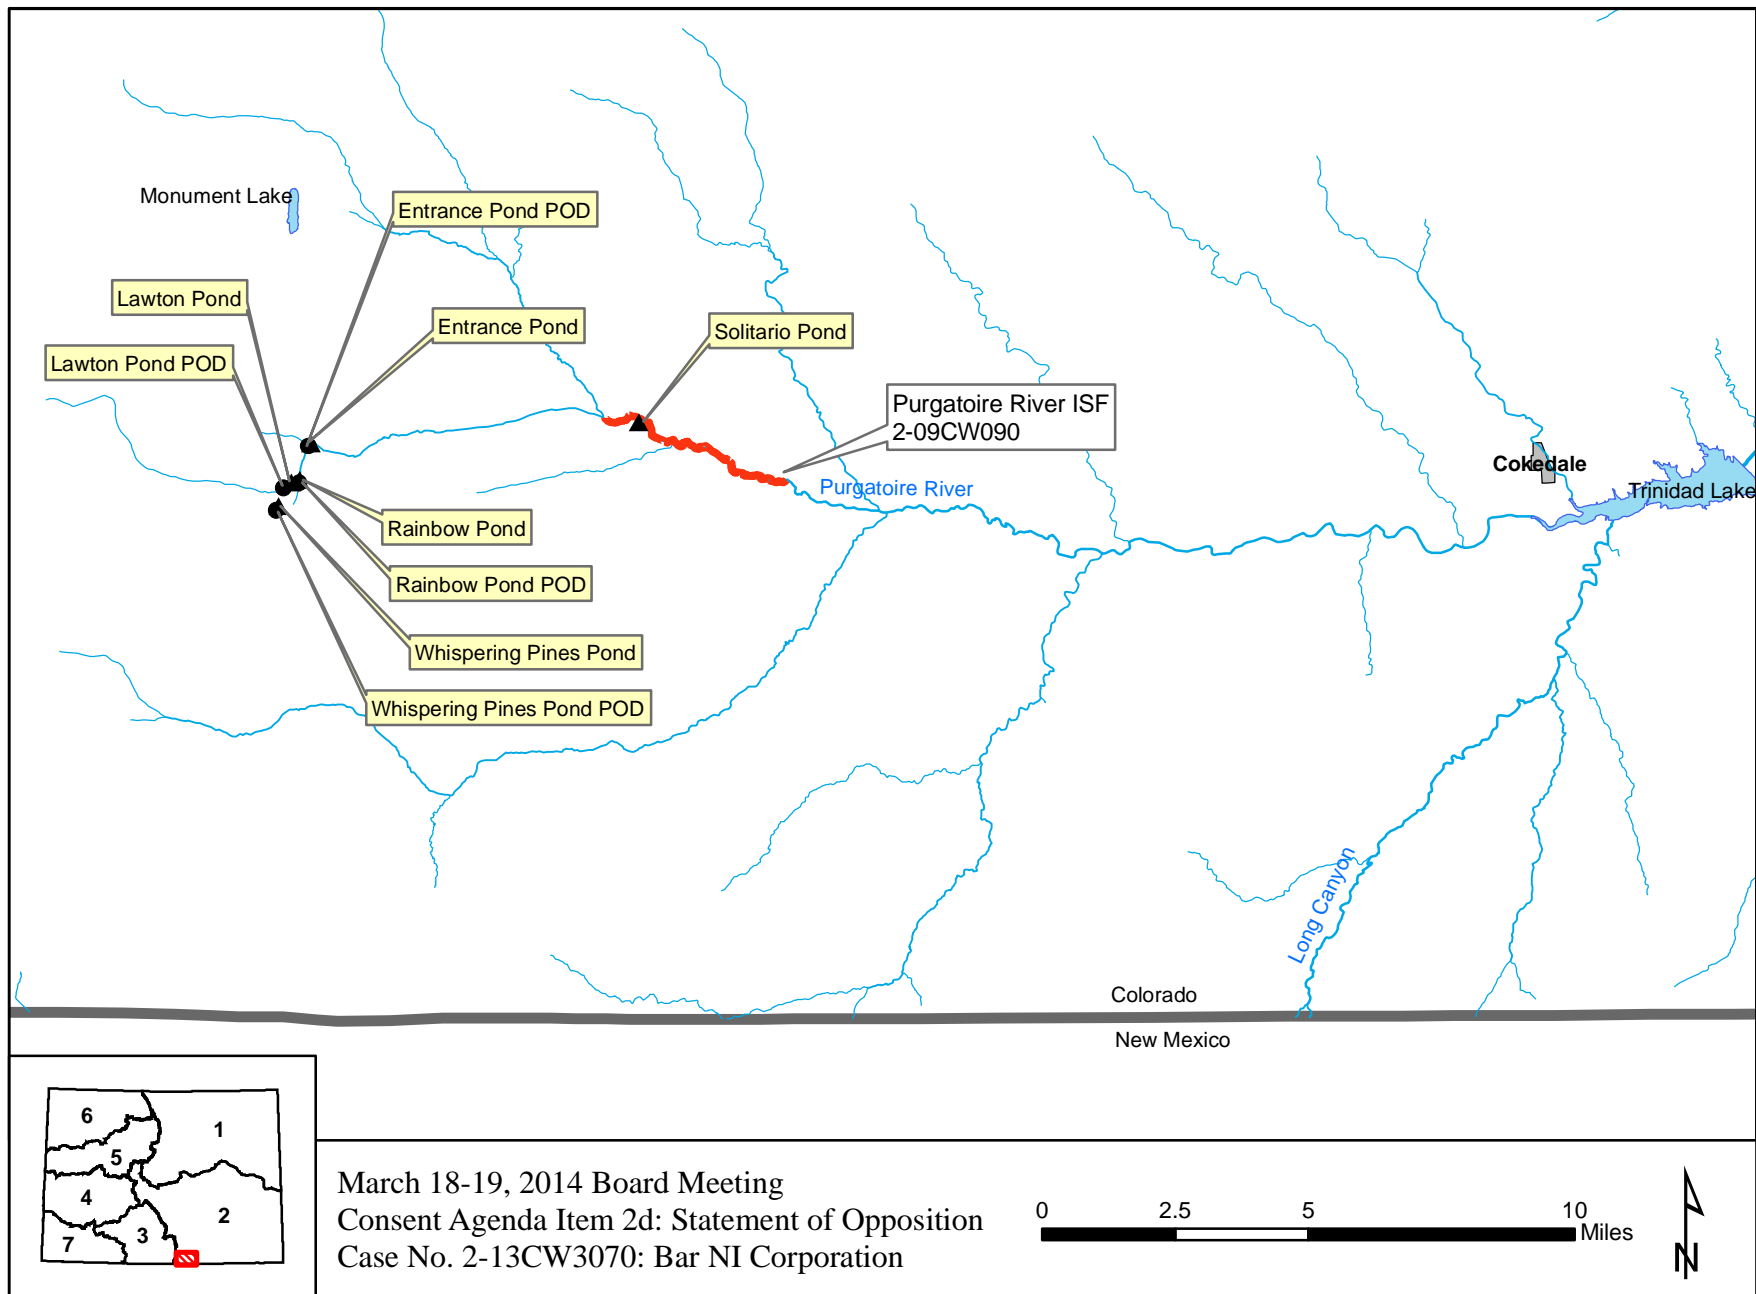 Monument Lake
Entrance Pond POD
Lawton Pond
Entrance Pond
Solitario Pond
Lawton Pond POD
Purgatoire River ISF
2-09CW090
Cokedale
Purgatoire River
Trinidad Lake
Rainbow Pond
Rainbow Pond POD
Whispering Pines Pond
Whispering Pines Pond POD
Long Canyon
Colorado
New Mexico
6
1
5
4
2
3
7
March 18-19, 2014 Board Meeting
Consent Agenda Item 2d: Statement of Opposition
Case No. 2-13CW3070: Bar NI Corporation
0 2.5 5 10
Miles
N